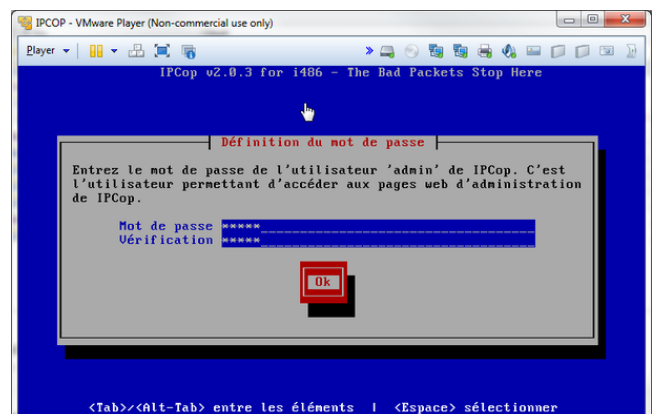 IPCOP - VMware Player (Non-commercial use only)
Player
IPCop v2.0.3 for i486 - The Bad Packets Stop Here
Définition du mot de passe
Entrez le mot de passe de l'utilisateur 'admin' de IPCop. C'est
l'utilisateur permettant d'accéder aux pages web d'administration
de IPCop.
Mot de passe *****
Vérification *****
Ok
<Tab>/<Alt-Tab> entre les éléments | <Espace> sélectionner